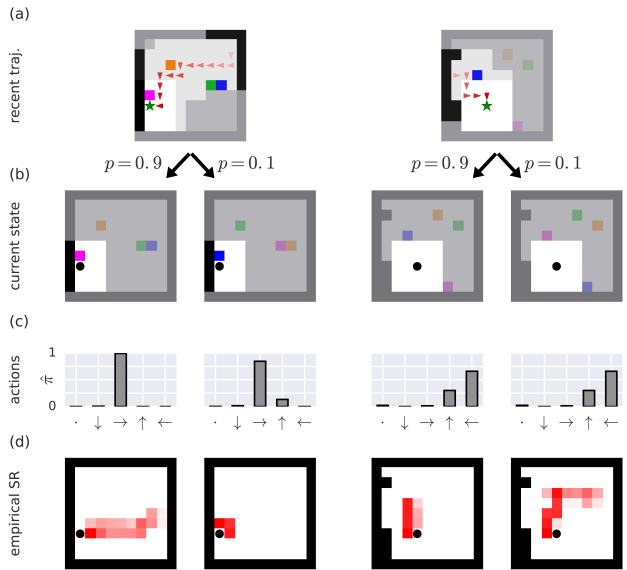 (a)
recent traj.
p = 0.9
p = 0.1
p = 0.9
p = 0.1
(b)
current state
(c)
actions
π̂
1
0
· ↓ → ↑ ←
· ↓ → ↑ ←
· ↓ → ↑ ←
· ↓ → ↑ ←
(d)
empirical SR